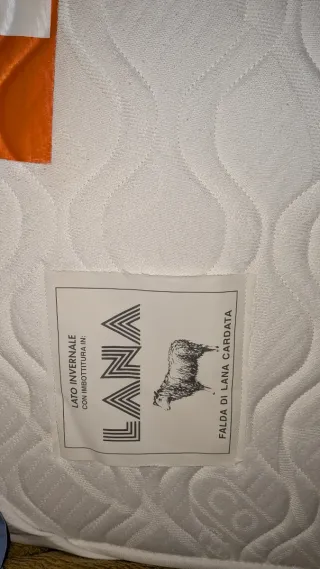 LATO INVERNALE
CON IMBOTTITURA IN:
LANA
FALDA DI LANA CARDATA